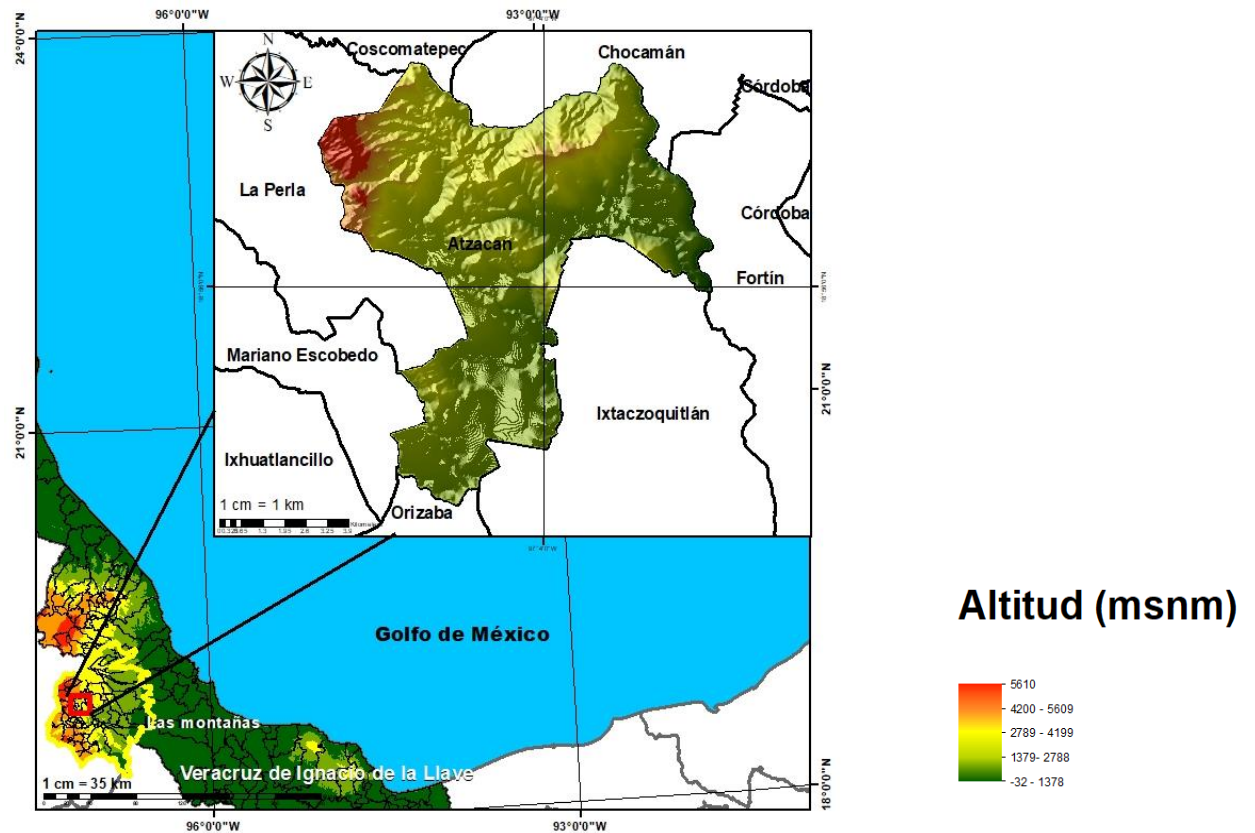 96°0'0"W
93°0'0"W
24°0'0"N
Coscomatepec
Chocamán
N
W
E
S
Córdoba
La Perla
Córdoba
Atzacan
Fortín
Mariano Escobedo
Ixtaczoquitlán
21°0'0"N
21°0'0"N
Ixhuatlancillo
1 cm = 1 km
Orizaba
97°4'0"W
Golfo de México
Las montañas
Veracruz de Ignacio de la Llave
1 cm = 35 km
18°0'0"N
96°0'0"W
93°0'0"W
Altitud (msnm)
5610
4200 - 5609
2789 - 4199
1379- 2788
-32 - 1378